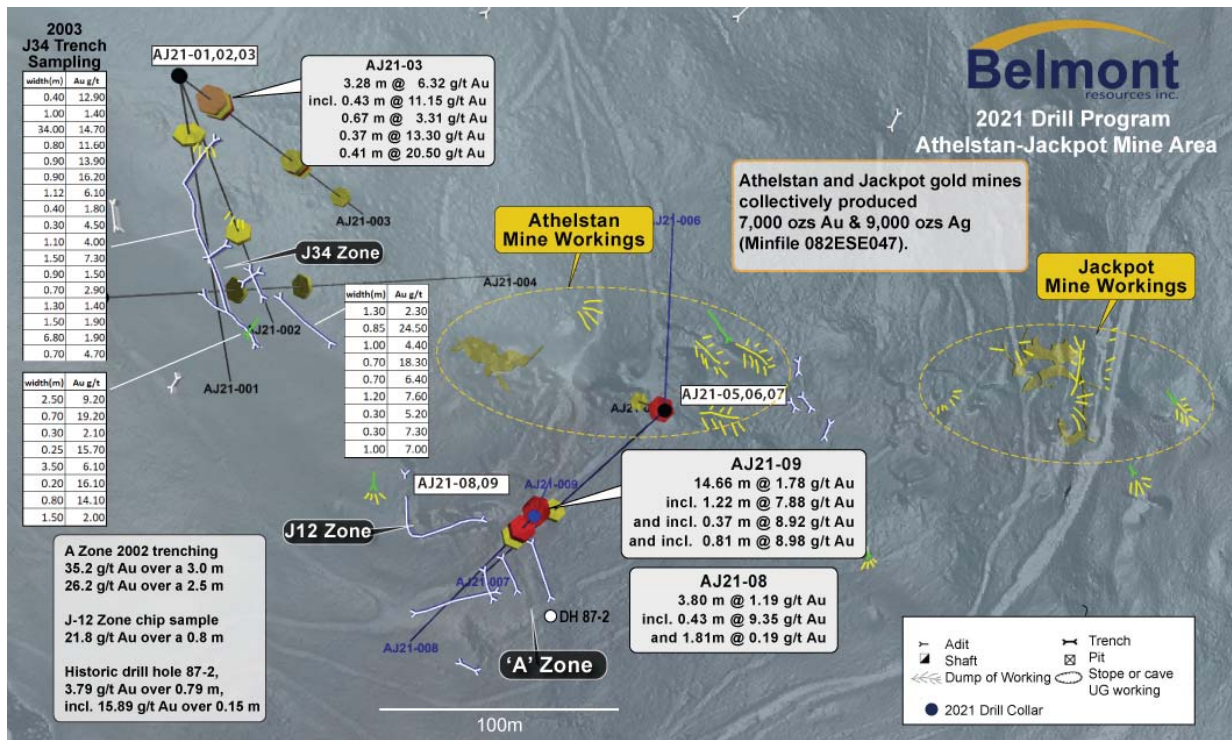 2003
J34 Trench
Sampling
width(m) Au g/t
0.40 12.90
1.00 1.40
34.00 14.70
0.80 11.60
0.90 13.90
0.90 16.20
1.12 6.10
0.40 1.80
0.30 4.50
1.10 4.00
1.50 7.30
0.90 1.50
0.70 2.90
1.30 1.40
1.50 1.90
6.80 1.90
0.70 4.70
width(m) Au g/t
2.50 9.20
0.70 19.20
0.30 2.10
0.25 15.70
3.50 6.10
0.20 16.10
0.80 14.10
1.50 2.00
A Zone 2002 trenching
35.2 g/t Au over a 3.0 m
26.2 g/t Au over a 2.5 m
J-12 Zone chip sample
21.8 g/t Au over a 0.8 m
Historic drill hole 87-2,
3.79 g/t Au over 0.79 m,
incl. 15.89 g/t Au over 0.15 m
AJ21-01,02,03
AJ21-03
3.28 m @ 6.32 g/t Au
incl. 0.43 m @ 11.15 g/t Au
0.67 m @ 3.31 g/t Au
0.37 m @ 13.30 g/t Au
0.41 m @ 20.50 g/t Au
AJ21-003
J34 Zone
AJ21-004
AJ21-002
AJ21-001
width(m) Au g/t
1.30 2.30
0.85 24.50
1.00 4.40
0.70 18.30
0.70 6.40
1.20 7.60
0.30 5.20
0.30 7.30
1.00 7.00
Belmont
resources inc.
2021 Drill Program
Athelstan-Jackpot Mine Area
Athelstan and Jackpot gold mines
collectively produced
7,000 ozs Au & 9,000 ozs Ag
(Minfile 082ESE047).
Athelstan
Mine Workings
J21-006
Jackpot
Mine Workings
AJ21-05,06,07
AJ21-08,09
AJ21-009
J12 Zone
AJ21-09
14.66 m @ 1.78 g/t Au
incl. 1.22 m @ 7.88 g/t Au
and incl. 0.37 m @ 8.92 g/t Au
and incl. 0.81 m @ 8.98 g/t Au
AJ21-007
AJ21-08
3.80 m @ 1.19 g/t Au
incl. 0.43 m @ 9.35 g/t Au
and 1.81m @ 0.19 g/t Au
DH 87-2
AJ21-008
'A' Zone
100m
Adit
Shaft
Dump of Working
2021 Drill Collar
Trench
Pit
Stope or cave
UG working